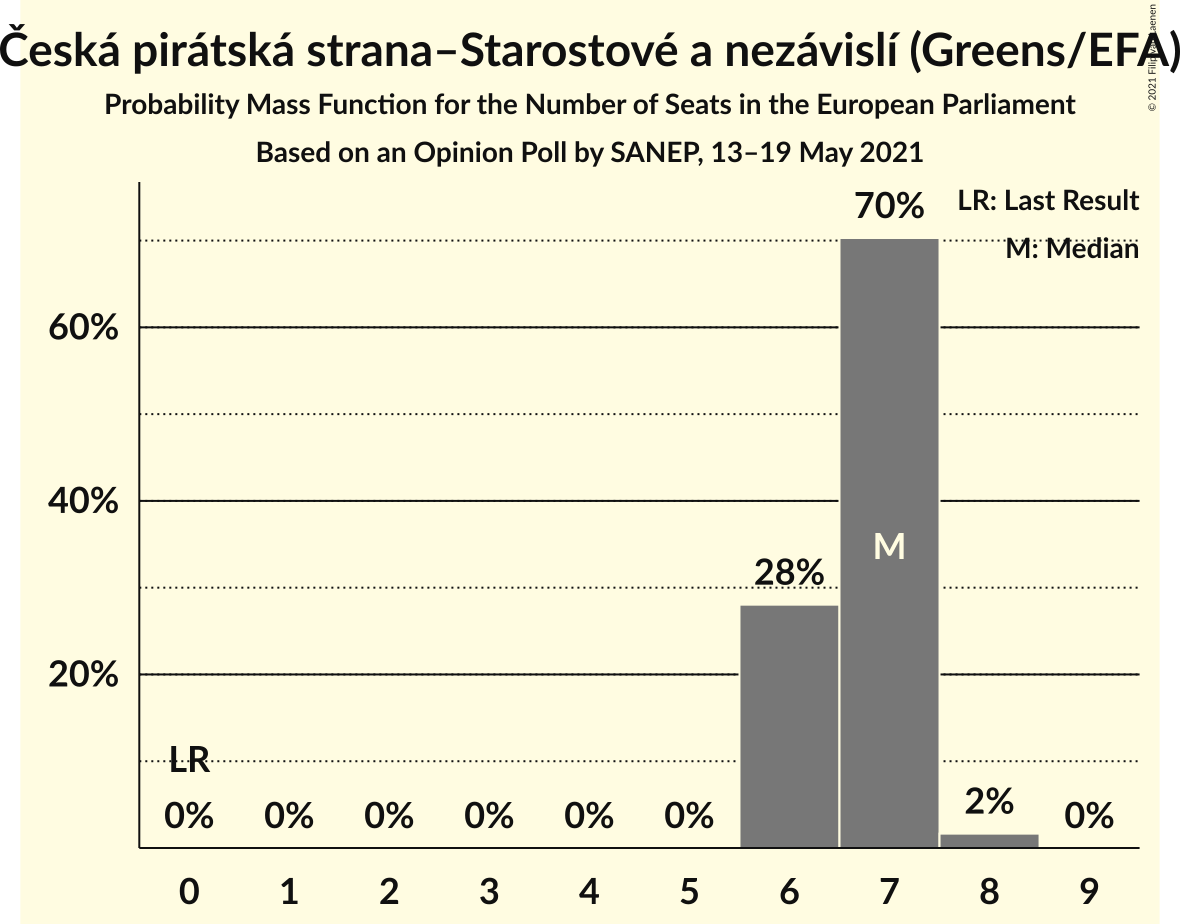 Česká pirátská strana–Starostové a nezávislí (Greens/EFA)
Probability Mass Function for the Number of Seats in the European Parliament
Based on an Opinion Poll by SANEP, 13–19 May 2021
© 2021 Filip
LR: Last Result
M: Median
70%
60%
40%
M
28%
20%
LR
0% 0% 0% 0% 0% 0% 2% 0%
0 1 2 3 4 5 6 7 8 9